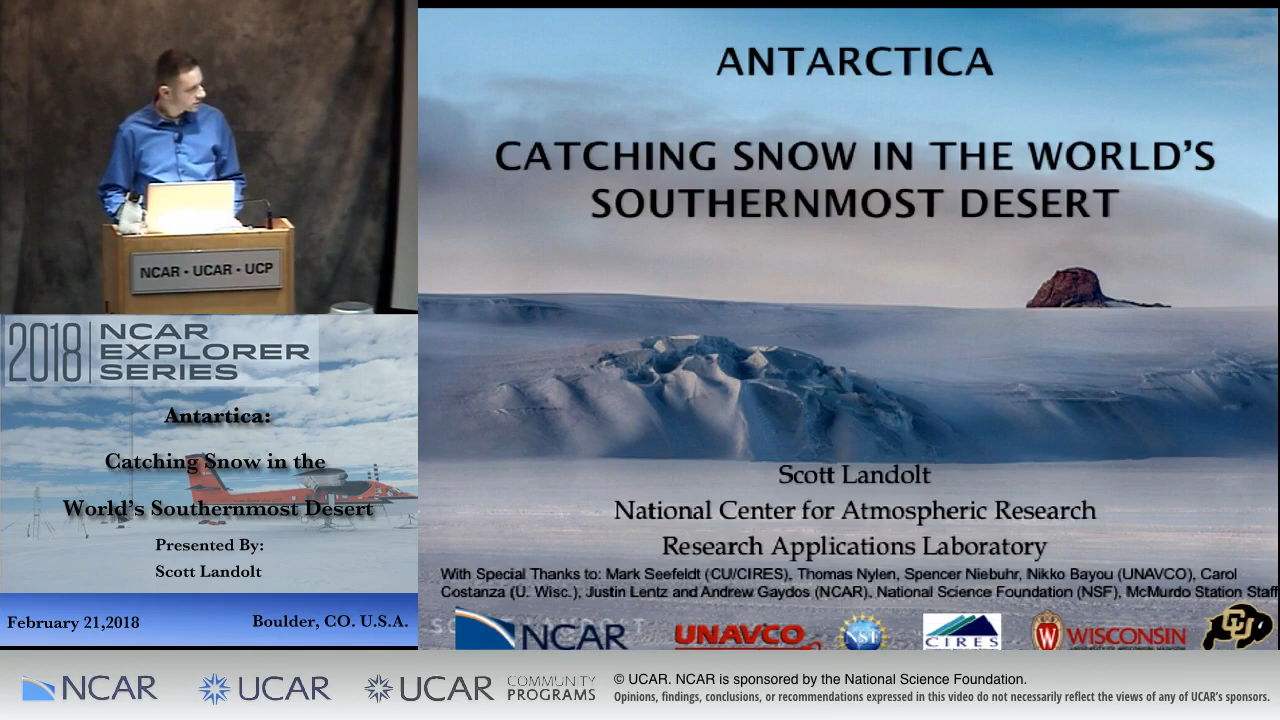 NCAR • UCAR • UCP
2018 NCAR
EXPLORER
SERIES
Antartica:
Catching Snow in the
World's Southernmost Desert
Presented By:
Scott Landolt
February 21,2018
Boulder, CO. U.S.A.
ANTARCTICA
CATCHING SNOW IN THE WORLD'S
SOUTHERNMOST DESERT
Scott Landolt
National Center for Atmospheric Research
Research Applications Laboratory
With Special Thanks to: Mark Seefeldt (CU/CIRES), Thomas Nylen, Spencer Niebuhr, Nikko Bayou (UNAVCO), Carol
Costanza (U. Wisc.), Justin Lentz and Andrew Gaydos (NCAR), National Science Foundation (NSF), McMurdo Station Staff
NCAR
UNAVCO
NSF
CIRES
W WISCONSIN
CU
NCAR
UCAR
UCAR COMMUNITY
PROGRAMS
© UCAR. NCAR is sponsored by the National Science Foundation.
Opinions, findings, conclusions, or recommendations expressed in this video do not necessarily reflect the views of any of UCAR's sponsors.